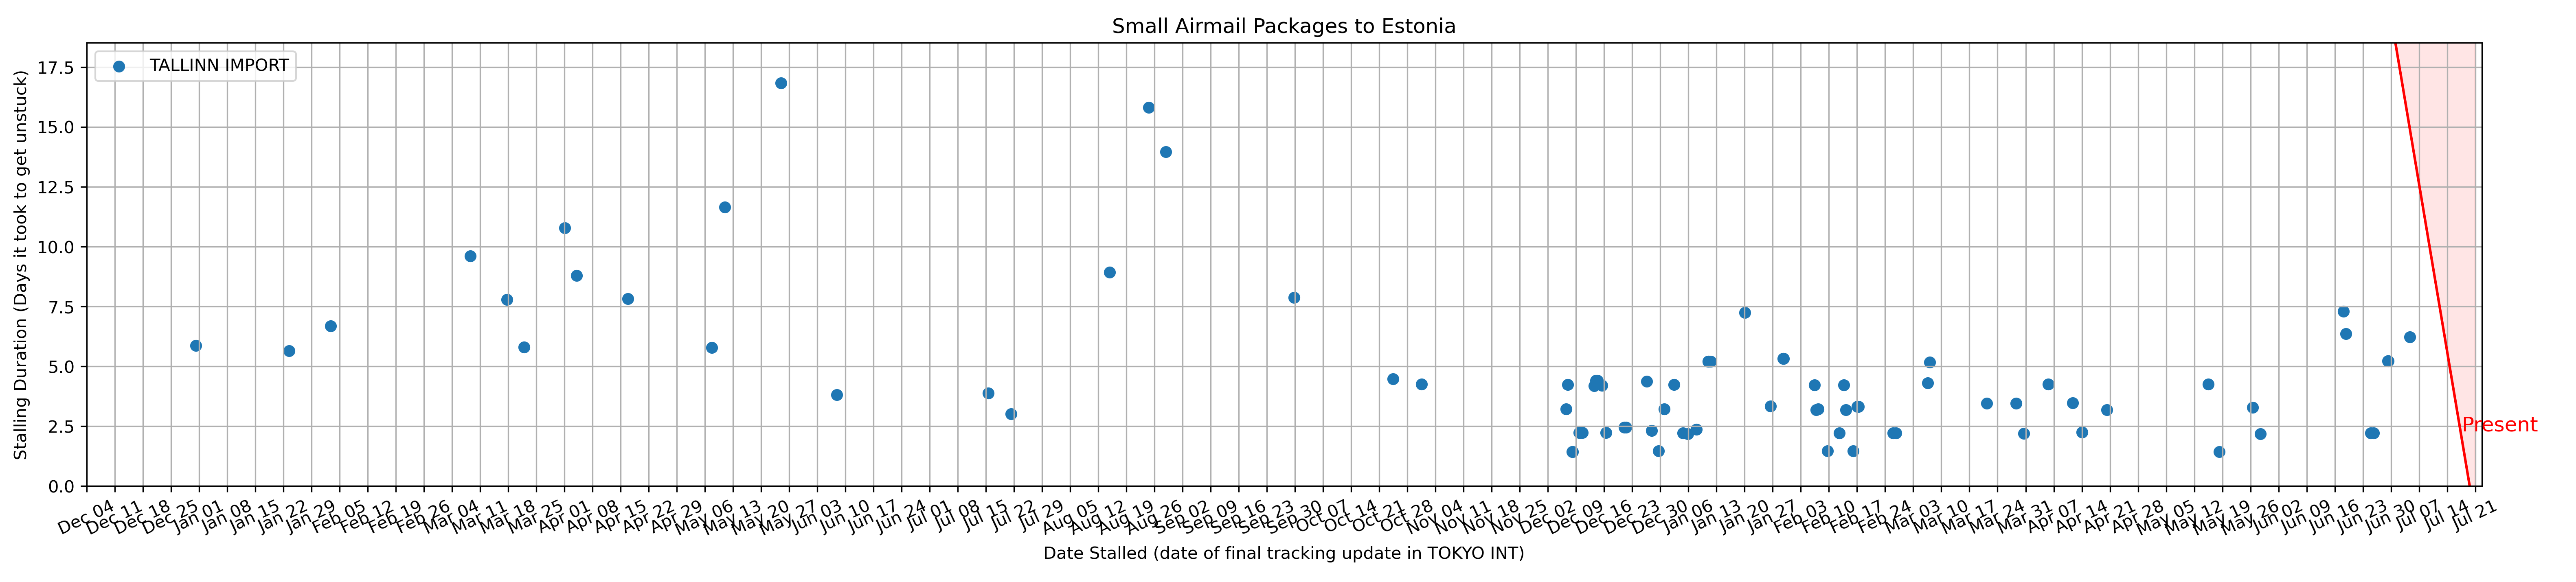 Small Airmail Packages to Estonia
TALLINN IMPORT
Stalling Duration (Days it took to get unstuck)
17.5
15.0
12.5
10.0
7.5
5.0
2.5
0.0
Present
Dec 04 Dec 11 Dec 18 Dec 25 Jan 01 Jan 08 Jan 15 Jan 22 Jan 29 Feb 05 Feb 12 Feb 19 Feb 26 Mar 04 Mar 11 Mar 18 Mar 25 Apr 01 Apr 08 Apr 15 Apr 22 Apr 29 May 06 May 13 May 20 May 27 Jun 03 Jun 10 Jun 17 Jun 24 Jul 01 Jul 08 Jul 15 Jul 22 Jul 29 Aug 05 Aug 12 Aug 19 Aug 26 Sep 02 Sep 09 Sep 16 Sep 23 Sep 30 Oct 07 Oct 14 Oct 21 Oct 28 Nov 04 Nov 11 Nov 18 Nov 25 Dec 02 Dec 09 Dec 16 Dec 23 Dec 30 Jan 06 Jan 13 Jan 20 Jan 27 Feb 03 Feb 10 Feb 17 Feb 24 Mar 03 Mar 10 Mar 17 Mar 24 Mar 31 Apr 07 Apr 14 Apr 21 Apr 28 May 05 May 12 May 19 May 26 Jun 02 Jun 09 Jun 16 Jun 23 Jun 30 Jul 07 Jul 14 Jul 21
Date Stalled (date of final tracking update in TOKYO INT)